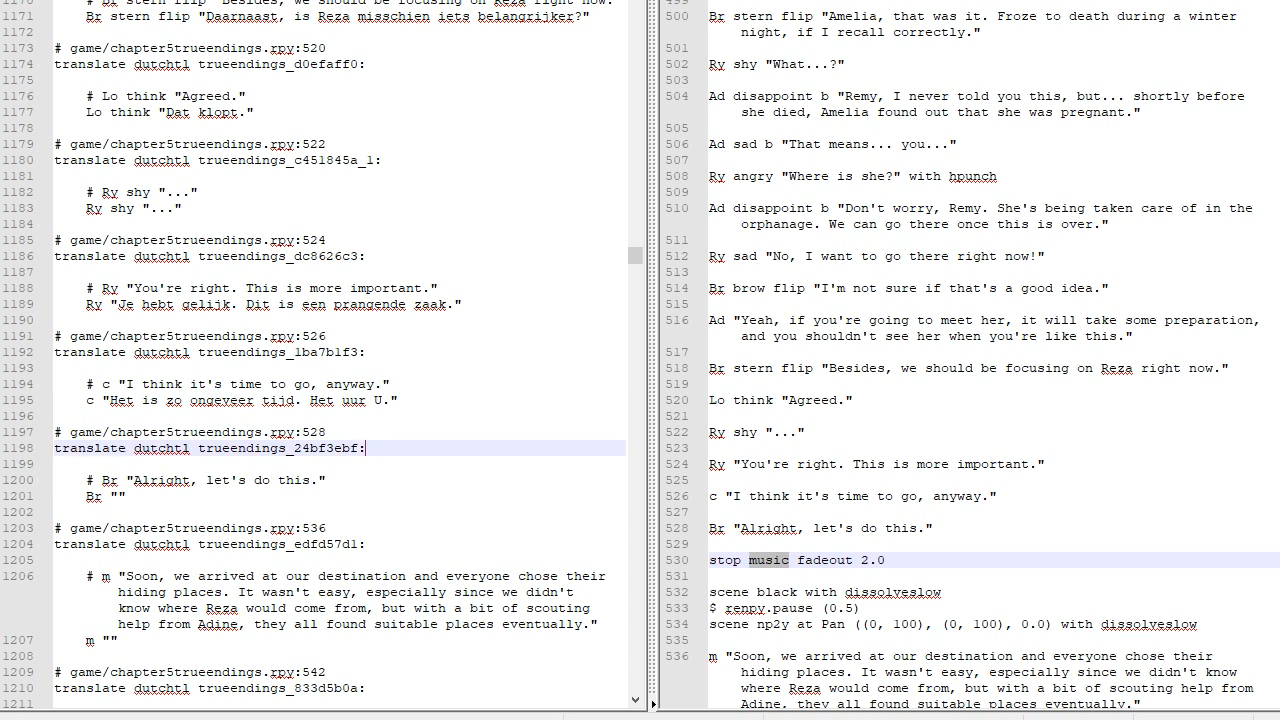 1170 # Br stern flip "Besides, we should be focusing on Reza right now."
1171 Br stern flip "Daarnaast, is Reza misschien iets belangrijker?"
1172
1173 # game/chapter5trueendings.rpy:520
1174 translate dutchtl trueendings_d0efaff0:
1175
1176 # Lo think "Agreed."
1177 Lo think "Dat klopt."
1178
1179 # game/chapter5trueendings.rpy:522
1180 translate dutchtl trueendings_c451845a_1:
1181
1182 # Ry shy "..."
1183 Ry shy "..."
1184
1185 # game/chapter5trueendings.rpy:524
1186 translate dutchtl trueendings_dc8626c3:
1187
1188 # Ry "You're right. This is more important."
1189 Ry "Je hebt gelijk. Dit is een prangende zaak."
1190
1191 # game/chapter5trueendings.rpy:526
1192 translate dutchtl trueendings_1ba7b1f3:
1193
1194 # c "I think it's time to go, anyway."
1195 c "Het is zo ongeveer tijd. Het uur U."
1196
1197 # game/chapter5trueendings.rpy:528
1198 translate dutchtl trueendings_24bf3ebf:
1199
1200 # Br "Alright, let's do this."
1201 Br ""
1202
1203 # game/chapter5trueendings.rpy:536
1204 translate dutchtl trueendings_edfd57d1:
1205
1206 # m "Soon, we arrived at our destination and everyone chose their
hiding places. It wasn't easy, especially since we didn't
know where Reza would come from, but with a bit of scouting
help from Adine, they all found suitable places eventually."
1207 m ""
1208
1209 # game/chapter5trueendings.rpy:542
1210 translate dutchtl trueendings_833d5b0a:
1211
499
500 Br stern flip "Amelia, that was it. Froze to death during a winter
night, if I recall correctly."
501
502 Ry shy "What...?"
503
504 Ad disappoint b "Remy, I never told you this, but... shortly before
she died, Amelia found out that she was pregnant."
505
506 Ad sad b "That means... you..."
507
508 Ry angry "Where is she?" with hpunch
509
510 Ad disappoint b "Don't worry, Remy. She's being taken care of in the
orphanage. We can go there once this is over."
511
512 Ry sad "No, I want to go there right now!"
513
514 Br brow flip "I'm not sure if that's a good idea."
515
516 Ad "Yeah, if you're going to meet her, it will take some preparation,
and you shouldn't see her when you're like this."
517
518 Br stern flip "Besides, we should be focusing on Reza right now."
519
520 Lo think "Agreed."
521
522 Ry shy "..."
523
524 Ry "You're right. This is more important."
525
526 c "I think it's time to go, anyway."
527
528 Br "Alright, let's do this."
529
530 stop music fadeout 2.0
531
532 scene black with dissolveslow
533 $ renpy.pause (0.5)
534 scene np2y at Pan ((0, 100), (0, 100), 0.0) with dissolveslow
535
536 m "Soon, we arrived at our destination and everyone chose their
hiding places. It wasn't easy, especially since we didn't know
where Reza would come from, but with a bit of scouting help from
Adine, they all found suitable places eventually."